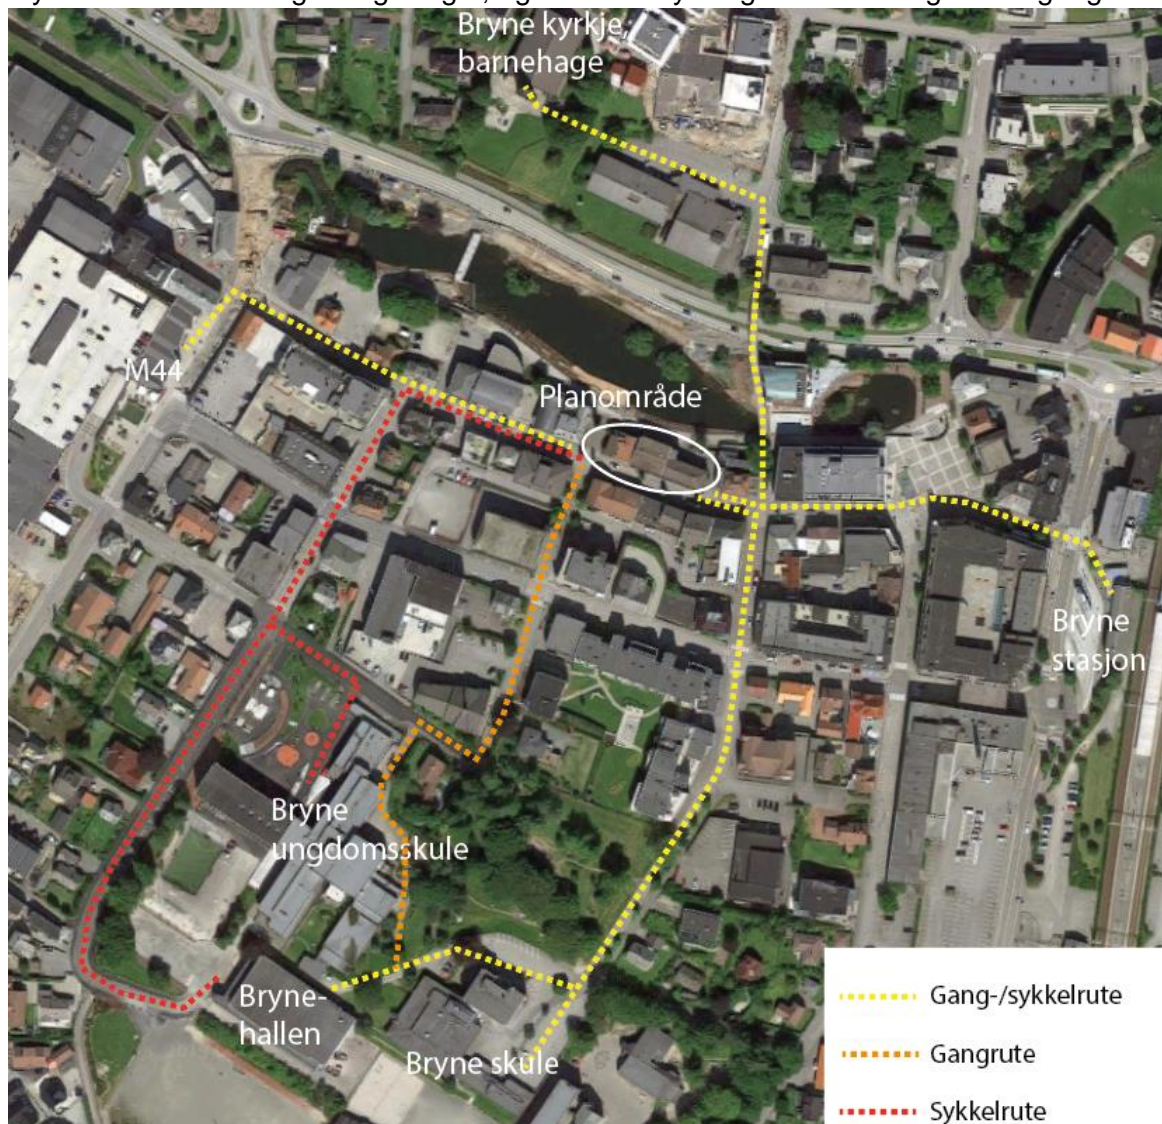 Bryne kyrkje,
barnehage
M44
Planområde
Bryne
stasjon
Bryne
ungdomsskule
Bryne-
hallen
Bryne skule
Gang-/sykkelrute
Gangrute
Sykkelrute